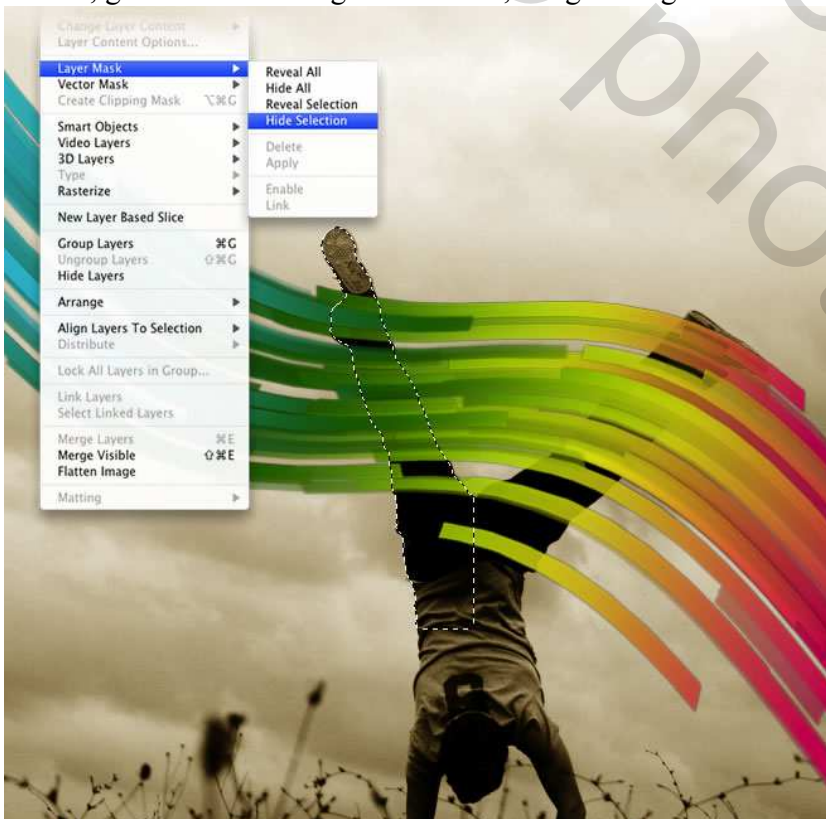 Change Layer Content
Layer Content Options...
Layer Mask
Vector Mask
Create Clipping Mask ⌥⌘G
Smart Objects
Video Layers
3D Layers
Type
Rasterize
New Layer Based Slice
Group Layers ⌘G
Ungroup Layers ⇧⌘G
Hide Layers
Arrange
Align Layers To Selection
Distribute
Lock All Layers in Group...
Link Layers
Select Linked Layers
Merge Layers ⌘E
Merge Visible ⇧⌘E
Flatten Image
Matting
Reveal All
Hide All
Reveal Selection
Hide Selection
Delete
Apply
Enable
Link
pho